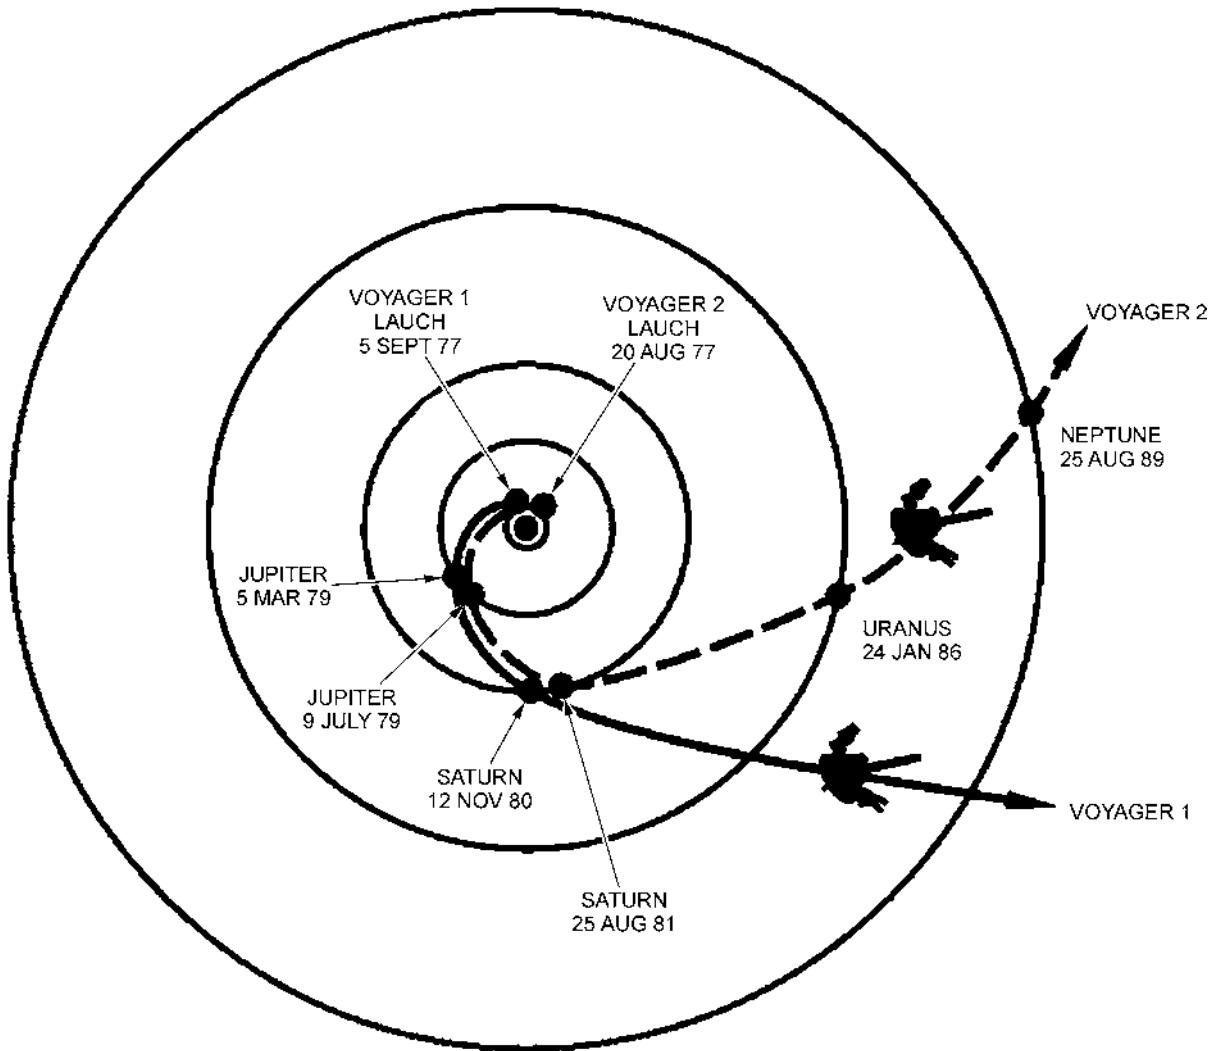 VOYAGER 1
LAUCH
5 SEPT 77
VOYAGER 2
LAUCH
20 AUG 77
VOYAGER 2
NEPTUNE
25 AUG 89
JUPITER
5 MAR 79
URANUS
24 JAN 86
JUPITER
9 JULY 79
SATURN
12 NOV 80
VOYAGER 1
SATURN
25 AUG 81